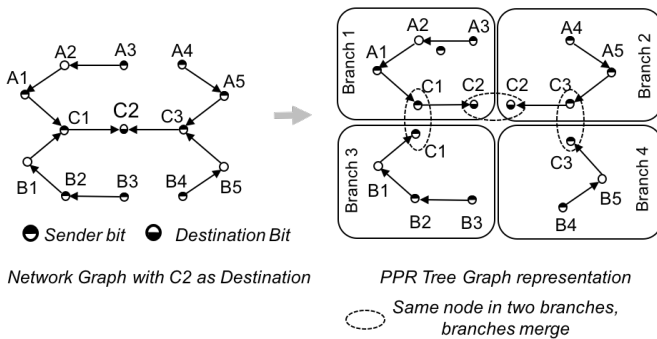 A2 A3 A4
A1 A5
C1 C2 C3
B1 B2 B3 B4 B5
Sender bit Destination Bit
Network Graph with C2 as Destination
Branch 1
A2 A3
A1
C1 C2
Branch 2
A4
A5
C2 C3
Branch 3
C1
B1
B2 B3
Branch 4
C3
B5
B4
PPR Tree Graph representation
Same node in two branches,
branches merge